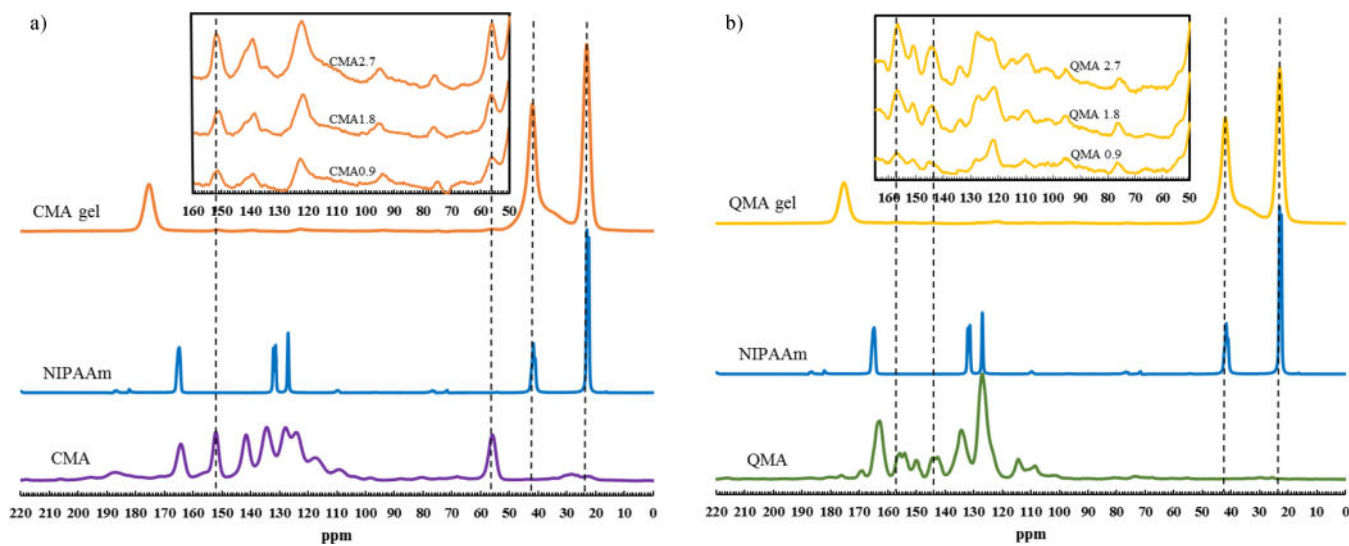 a)
CMA2.7
CMA1.8
CMA0.9
160 150 140 130 120 110 100 90 80 70 60 50
CMA gel
NIPAAm
CMA
220 210 200 190 180 170 160 150 140 130 120 110 100 90 80 70 60 50 40 30 20 10 0
ppm
b)
QMA 2.7
QMA 1.8
QMA 0.9
160 150 140 130 120 110 100 90 80 70 60 50
QMA gel
NIPAAm
QMA
220 210 200 190 180 170 160 150 140 130 120 110 100 90 80 70 60 50 40 30 20 10 0
ppm